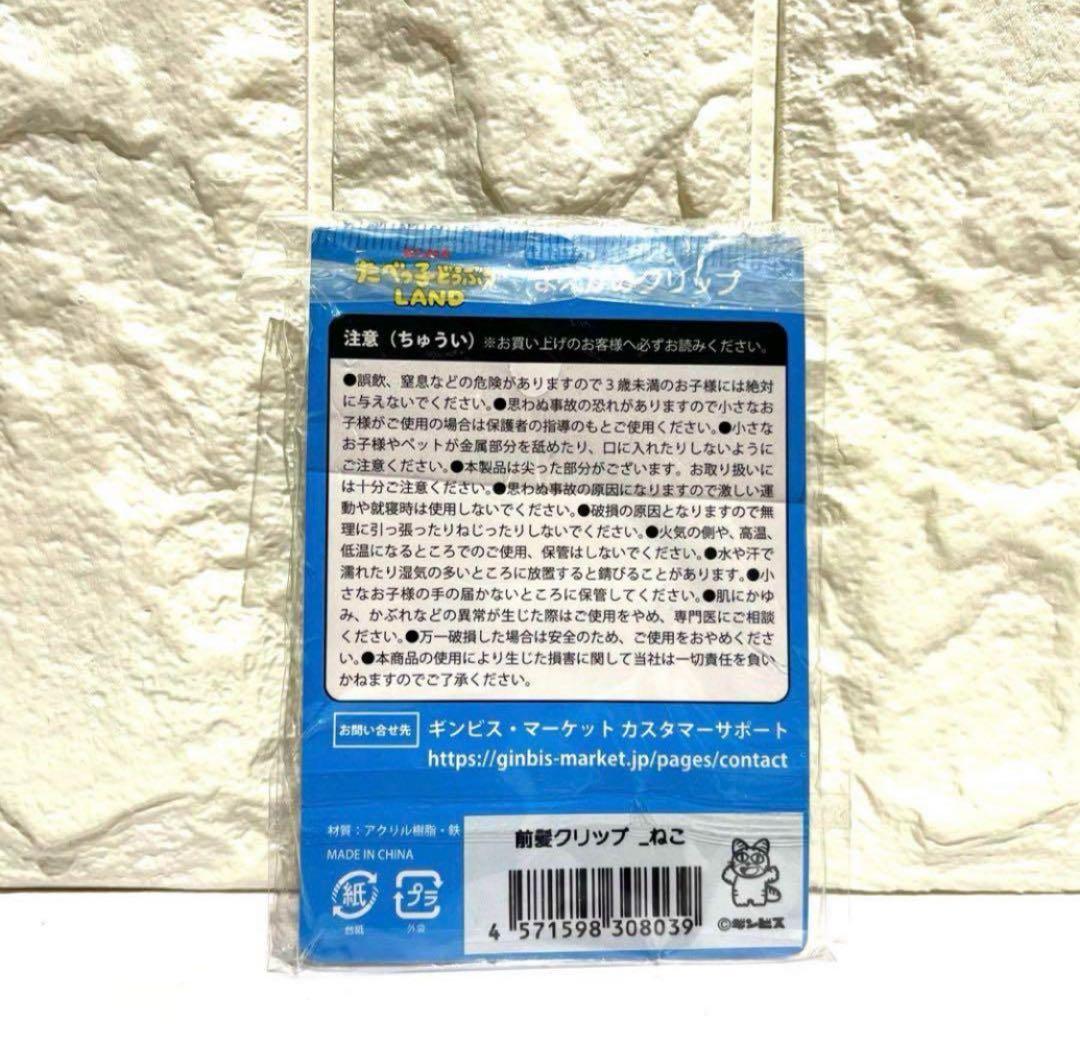 たべっ子どうぶつ
LAND
まえがみクリップ
注意（ちゅうい）※お買い上げのお客様へ必ずお読みください。
●誤飲、窒息などの危険がありますので３歳未満のお子様には絶対
に与えないでください。●思わぬ事故の恐れがありますので小さなお
子様がご使用の場合は保護者の指導のもとご使用ください。●小さな
お子様やペットが金属部分を舐めたり、口に入れたりしないように
ご注意ください。●本製品は尖った部分がございます。お取り扱いに
は十分ご注意ください。●思わぬ事故の原因になりますので激しい運
動や就寝時は使用しないでください。●破損の原因となりますので無
理に引っ張ったりねじったりしないでください。●火気の側や、高温、
低温になるところでのご使用、保管はしないでください。●水や汗で
濡れたり湿気の多いところに放置すると錆びることがあります。●小
さなお子様の手の届かないところに保管してください。●肌にかゆ
み、かぶれなどの異常が生じた際はご使用をやめ、専門医にご相談
ください。●万一破損した場合は安全のため、ご使用をおやめくださ
い。●本商品の使用により生じた損害に関して当社は一切責任を負い
かねますのでご了承ください。
お問い合せ先 ギンビス・マーケット カスタマーサポート
https://ginbis-market.jp/pages/contact
材質：アクリル樹脂・鉄
MADE IN CHINA
紙 プラ
台紙 外袋
前髪クリップ _ねこ
4 571598 308039
©ギンビス